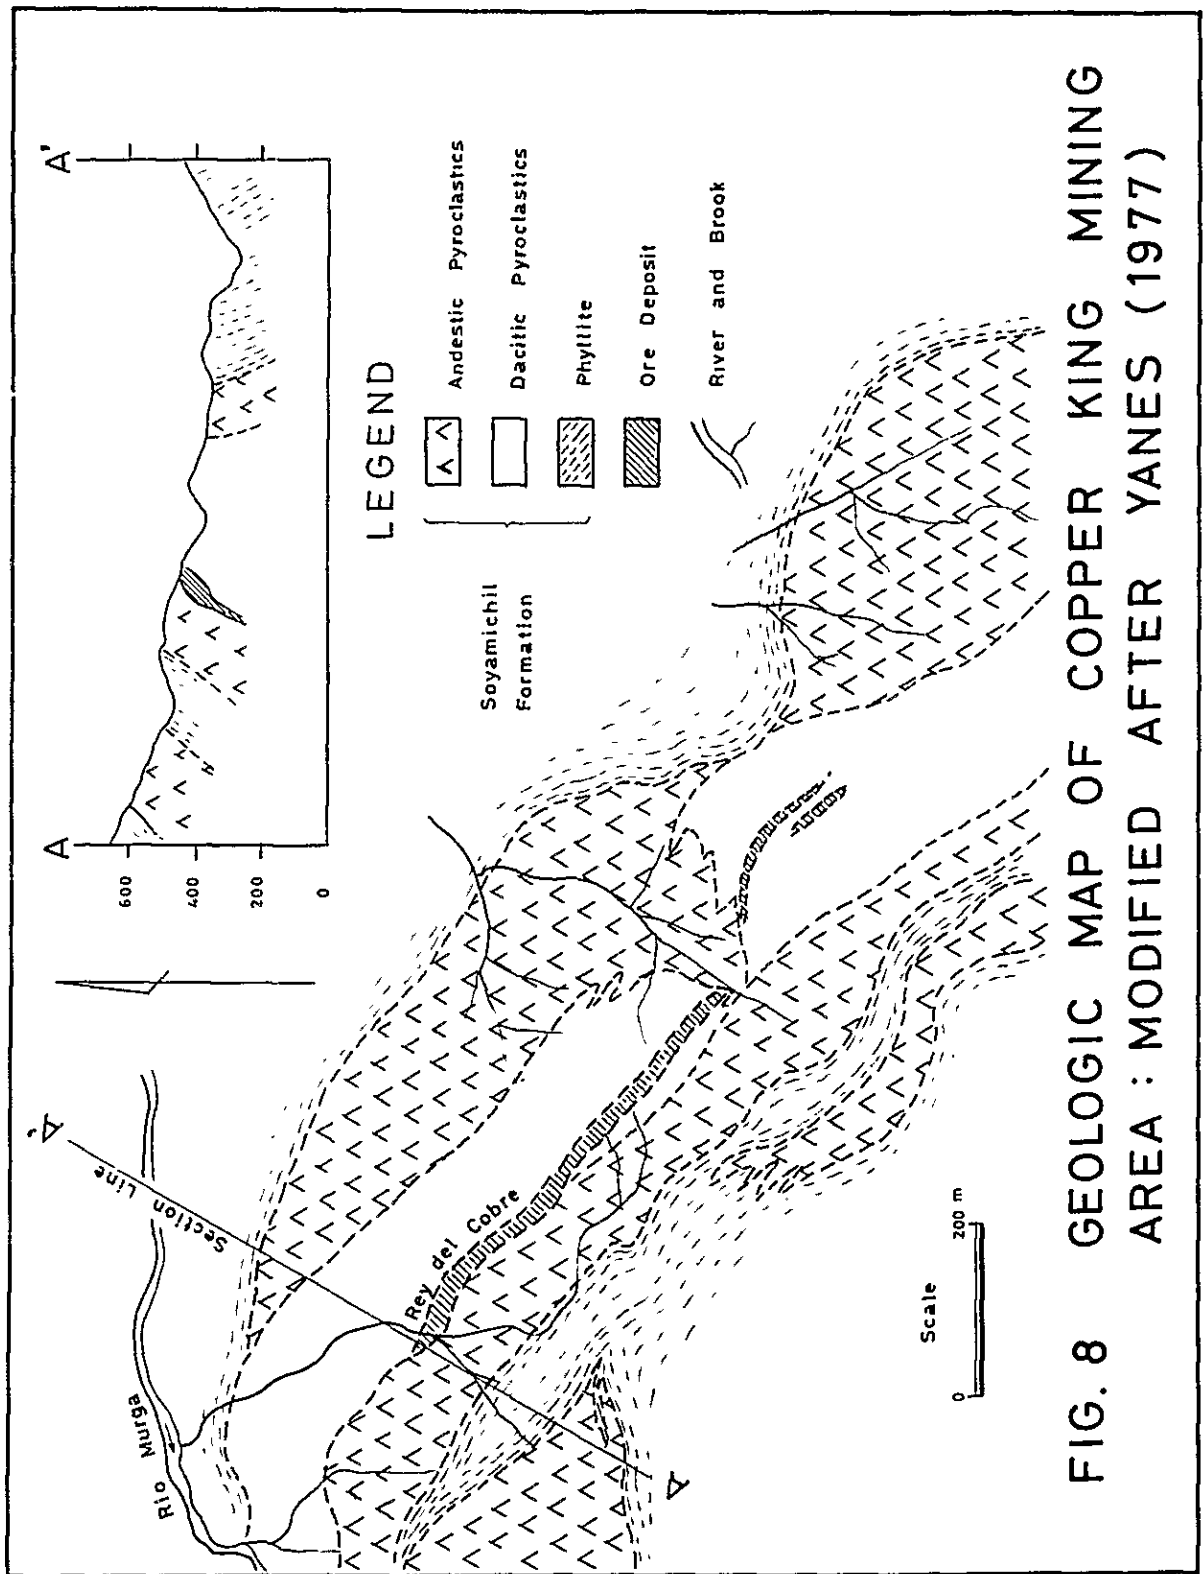 A
A'
600
400
200
0
LEGEND
Andestic Pyroclastics
Dacitic Pyroclastics
Phyllite
Ore Deposit
River and Brook
Soyamichil
Formation
Rio Murga
Section Line
A'
Rey del Cobre
A
Scale
0
200 m
FIG. 8 GEOLOGIC MAP OF COPPER KING MINING
AREA : MODIFIED AFTER YANES (1977)